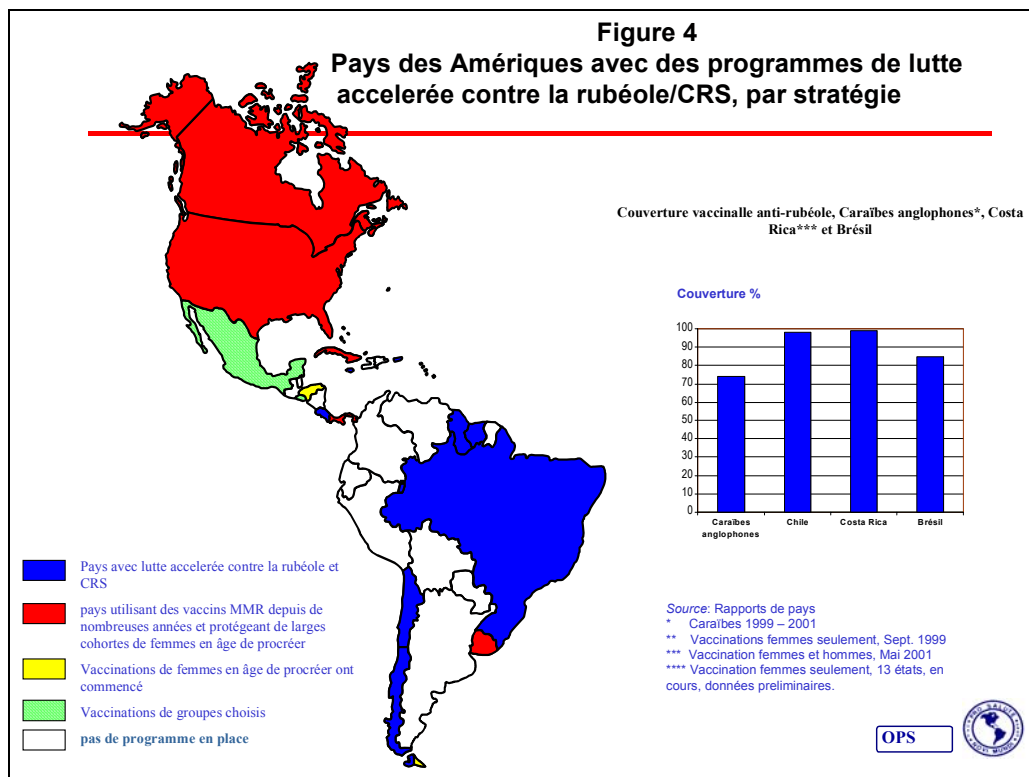 Figure 4
Pays des Amériques avec des programmes de lutte
accelerée contre la rubéole/CRS, par stratégie
Couverture vaccinalle anti-rubéole, Caraïbes anglophones*, Costa
Rica*** et Brésil
Couverture %
100
90
80
70
60
50
40
30
20
10
0
Caraïbes
anglophones
Chile
Costa Rica
Brésil
Pays avec lutte accelerée contre la rubéole et
CRS
pays utilisant des vaccins MMR depuis de
nombreuses années et protégeant de larges
cohortes de femmes en âge de procréer
Vaccinations de femmes en âge de procréer ont
commencé
Vaccinations de groupes choisis
pas de programme en place
Source: Rapports de pays
* Caraïbes 1999 – 2001
** Vaccinations femmes seulement, Sept. 1999
*** Vaccination femmes et hommes, Mai 2001
**** Vaccination femmes seulement, 13 états, en
cours, données preliminaires.
OPS
PRO SALUTE
NOVI MUNDI